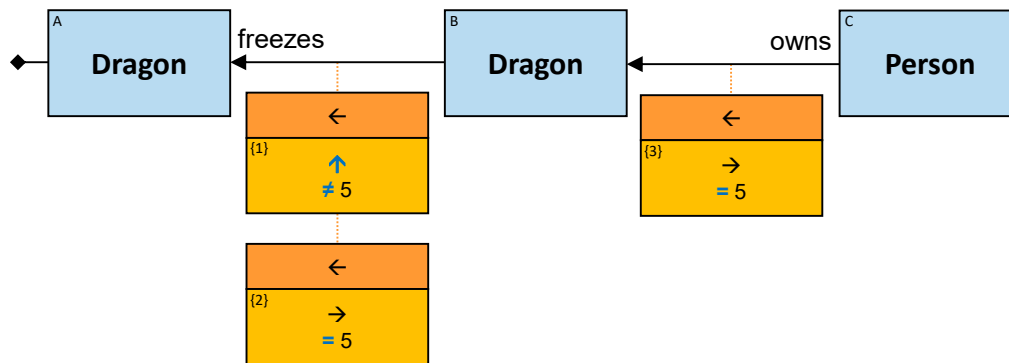 A
Dragon
freezes
B
Dragon
owns
C
Person
←
{1}
↑
≠ 5
←
{2}
→
= 5
←
{3}
→
= 5